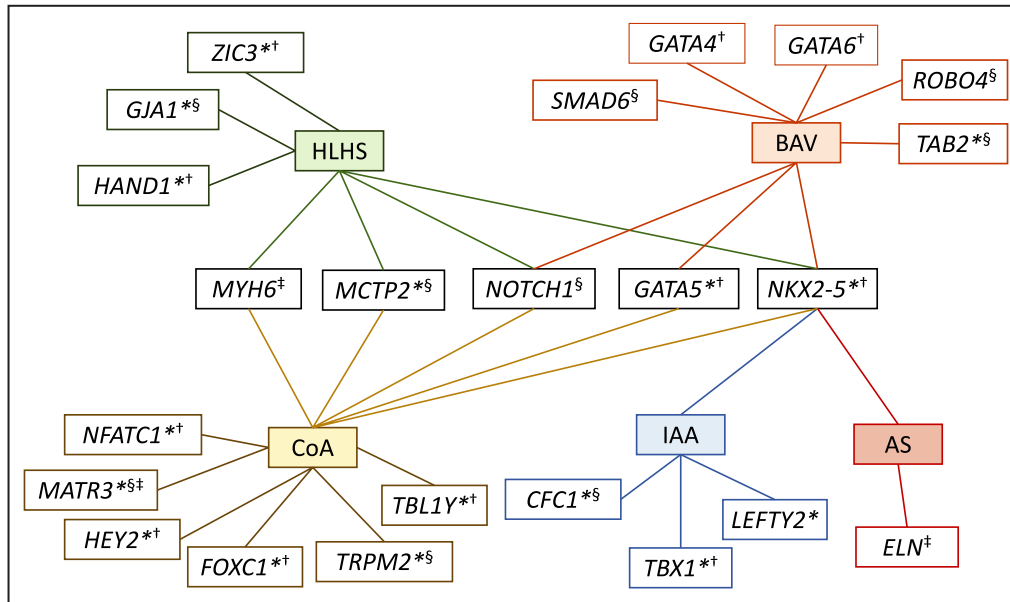 ZIC3*†
GATA4†
GATA6†
GJA1*§
SMAD6§
ROBO4§
HLHS
BAV
TAB2*§
HAND1*†
MYH6‡
MCTP2*§
NOTCH1§
GATA5*†
NKX2-5*†
NFATC1*†
CoA
IAA
AS
MATR3*§‡
TBL1Y*†
CFC1*§
LEFTY2*
HEY2*†
FOXC1*†
TRPM2*§
TBX1*†
ELN‡